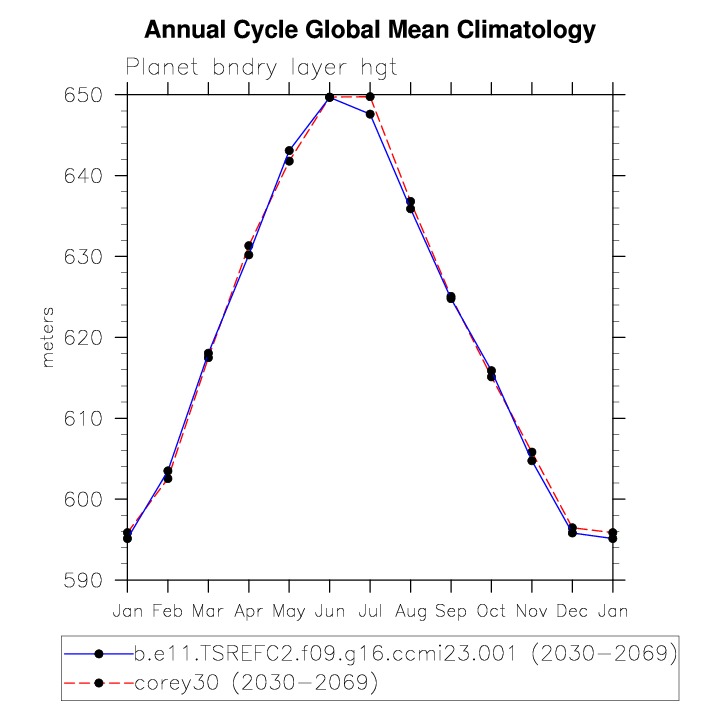 Annual Cycle Global Mean Climatology
Planet bndry layer hgt
650
640
630
620
610
600
590
meters
Jan Feb Mar Apr May Jun Jul Aug Sep Oct Nov Dec Jan
b.e11.TSREFC2.f09.g16.ccmi23.001 (2030-2069)
corey30 (2030-2069)